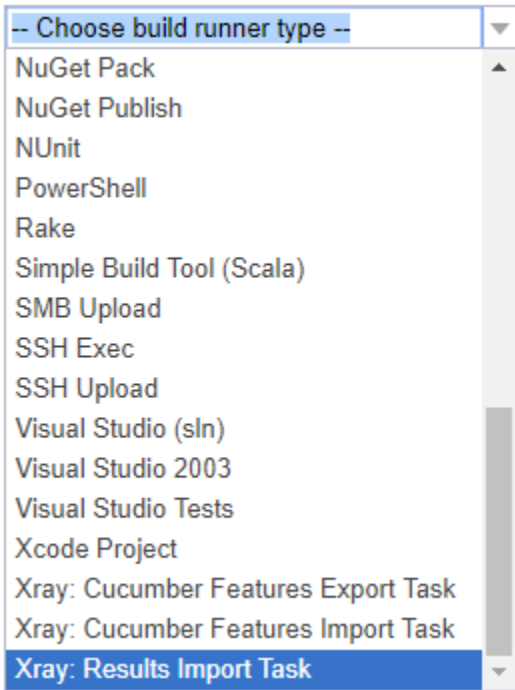 -- Choose build runner type --
NuGet Pack
NuGet Publish
NUnit
PowerShell
Rake
Simple Build Tool (Scala)
SMB Upload
SSH Exec
SSH Upload
Visual Studio (sln)
Visual Studio 2003
Visual Studio Tests
Xcode Project
Xray: Cucumber Features Export Task
Xray: Cucumber Features Import Task
Xray: Results Import Task